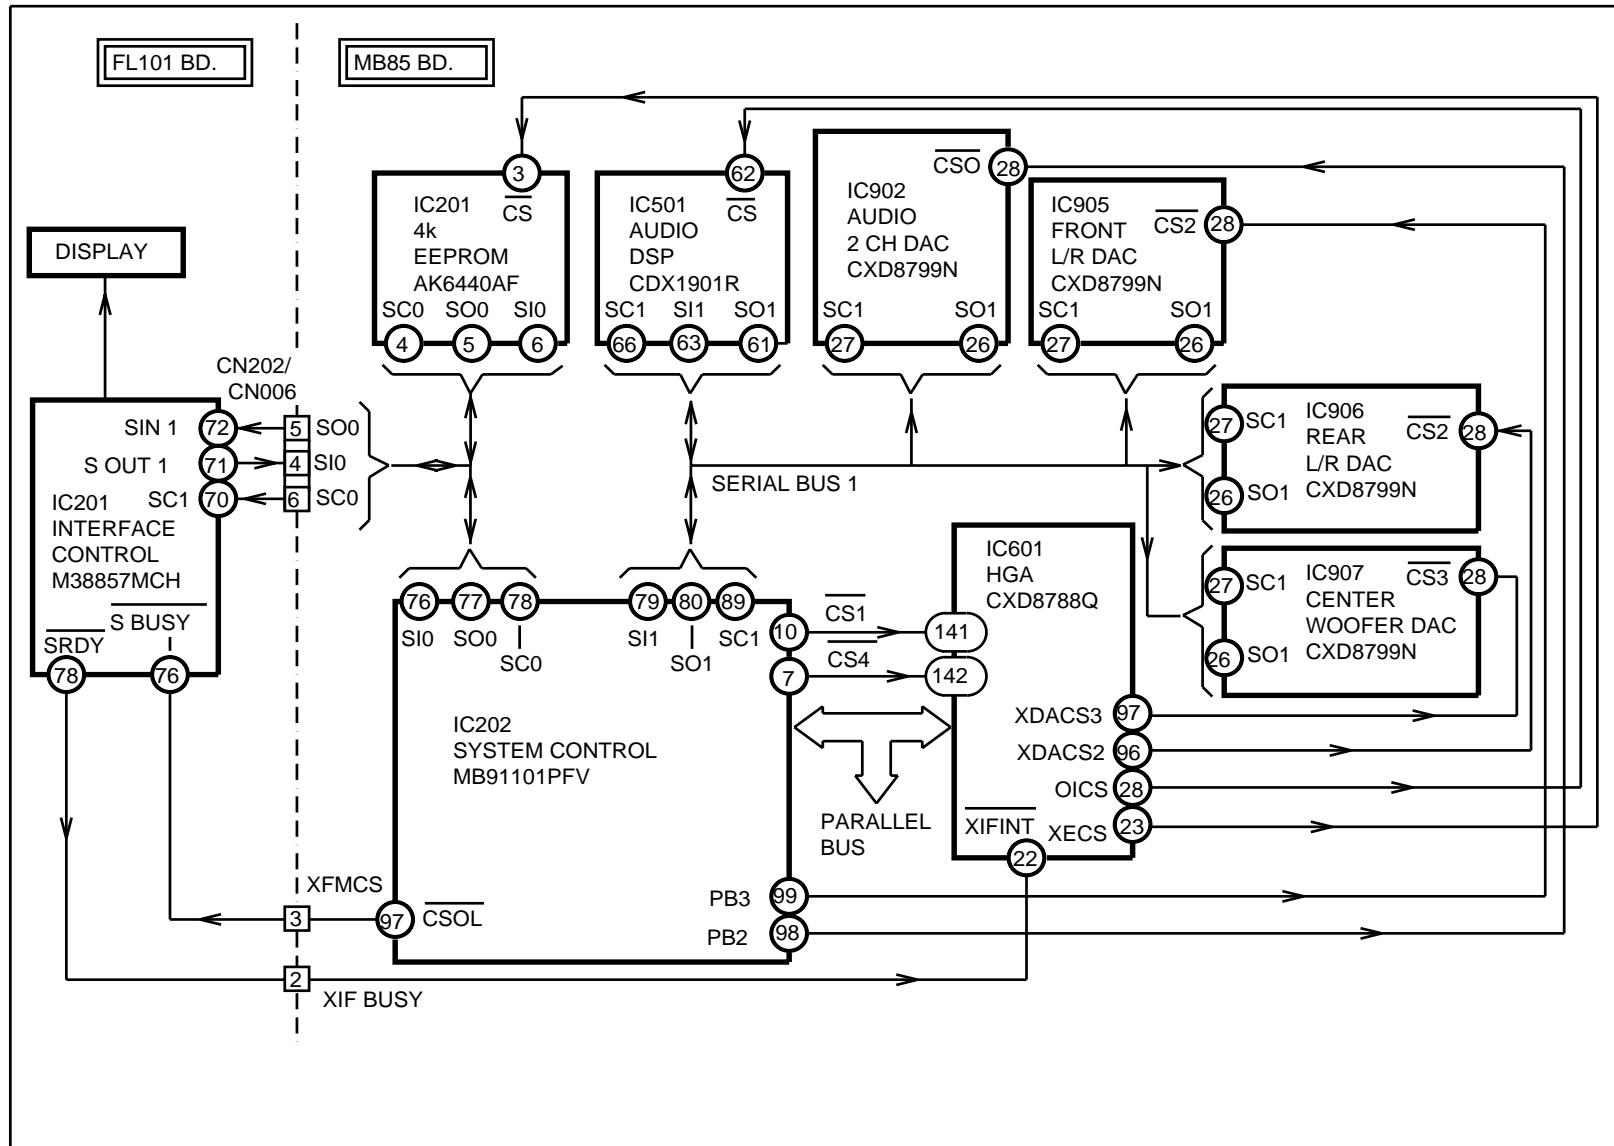 FL101 BD.
MB85 BD.
DISPLAY
3
CS
IC201
4k
EEPROM
AK6440AF
SC0 SO0 SI0
4 5 6
62
CS
IC501
AUDIO
DSP
CDX1901R
SC1 SI1 SO1
66 63 61
CSO
28
IC902
AUDIO
2 CH DAC
CXD8799N
SC1 SO1
27 26
CS2
28
IC905
FRONT
L/R DAC
CXD8799N
SC1 SO1
27 26
CN202/
CN006
SIN 1 72 5 SO0
S OUT 1 71 4 SI0
SC1 70 6 SC0
IC201
INTERFACE
CONTROL
M38857MCH
S BUSY
SRDY
78 76
SERIAL BUS 1
27 SC1
IC906
REAR
L/R DAC
CXD8799N
CS2
28
26 SO1
27 SC1
IC907
CENTER
WOOFER DAC
CXD8799N
CS3
28
26 SO1
76 77 78
SI0 SO0
SC0
79 80 89
SI1 SC1
SO1
10 CS1 141
7 CS4 142
IC601
HGA
CXD8788Q
IC202
SYSTEM CONTROL
MB91101PFV
PARALLEL
BUS
XDACS3 97
XDACS2 96
OICS 28
XECS 23
XIFINT
22
PB3 99
PB2 98
XFMCS
3
97 CSOL
2
XIF BUSY